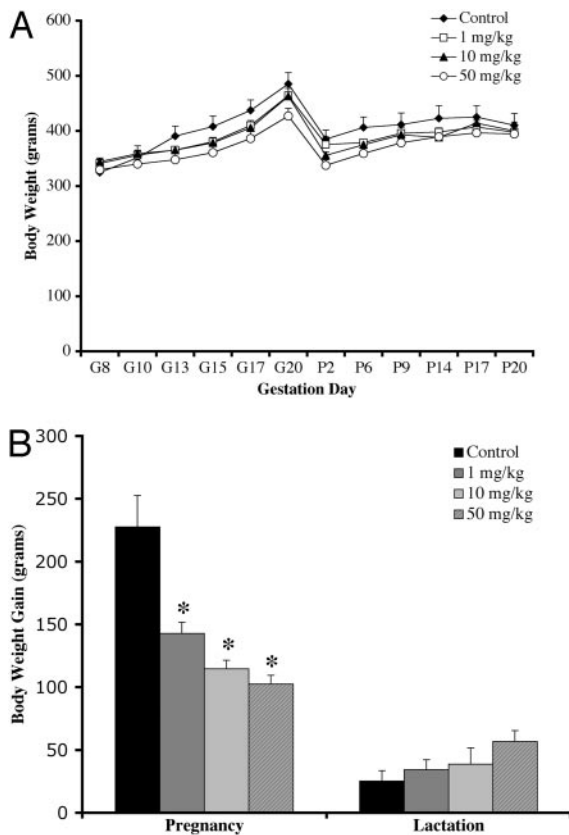 A
Control
1 mg/kg
10 mg/kg
50 mg/kg
Body Weight (grams)
600
500
400
300
200
100
0
G8 G10 G13 G15 G17 G20 P2 P6 P9 P14 P17 P20
Gestation Day
B
Control
1 mg/kg
10 mg/kg
50 mg/kg
Body Weight Gain (grams)
300
250
200
150
100
50
0
* * *
Pregnancy Lactation